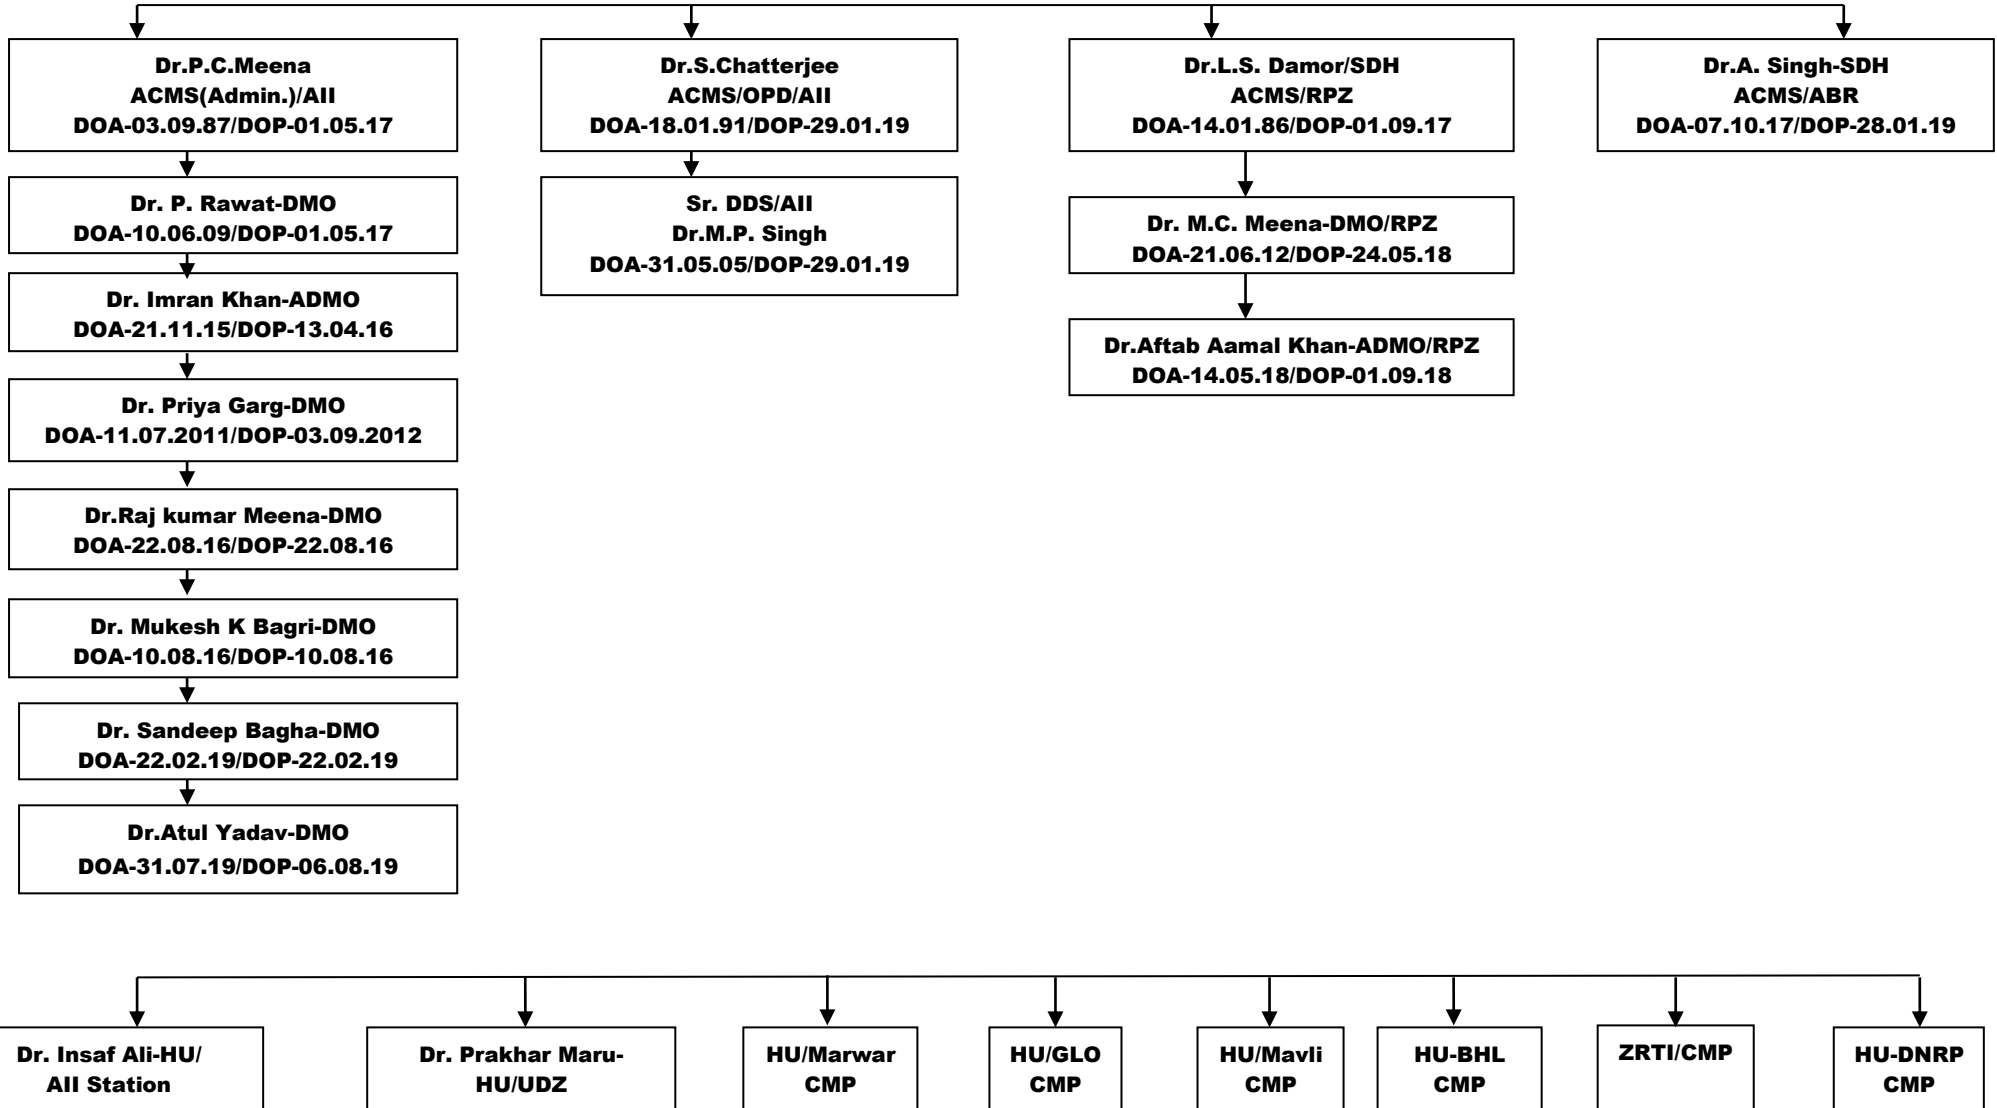 Dr.P.C.Meena
ACMS(Admin.)/AII
DOA-03.09.87/DOP-01.05.17
Dr. P. Rawat-DMO
DOA-10.06.09/DOP-01.05.17
Dr. Imran Khan-ADMO
DOA-21.11.15/DOP-13.04.16
Dr. Priya Garg-DMO
DOA-11.07.2011/DOP-03.09.2012
Dr.Raj kumar Meena-DMO
DOA-22.08.16/DOP-22.08.16
Dr. Mukesh K Bagri-DMO
DOA-10.08.16/DOP-10.08.16
Dr. Sandeep Bagha-DMO
DOA-22.02.19/DOP-22.02.19
Dr.Atul Yadav-DMO
DOA-31.07.19/DOP-06.08.19
Dr.S.Chatterjee
ACMS/OPD/AII
DOA-18.01.91/DOP-29.01.19
Sr. DDS/AII
Dr.M.P. Singh
DOA-31.05.05/DOP-29.01.19
Dr.L.S. Damor/SDH
ACMS/RPZ
DOA-14.01.86/DOP-01.09.17
Dr. M.C. Meena-DMO/RPZ
DOA-21.06.12/DOP-24.05.18
Dr.Aftab Aamal Khan-ADMO/RPZ
DOA-14.05.18/DOP-01.09.18
Dr.A. Singh-SDH
ACMS/ABR
DOA-07.10.17/DOP-28.01.19
Dr. Insaf Ali-HU/
AII Station
Dr. Prakhar Maru-
HU/UDZ
HU/Marwar
CMP
HU/GLO
CMP
HU/Mavli
CMP
HU-BHL
CMP
ZRTI/CMP
HU-DNRP
CMP